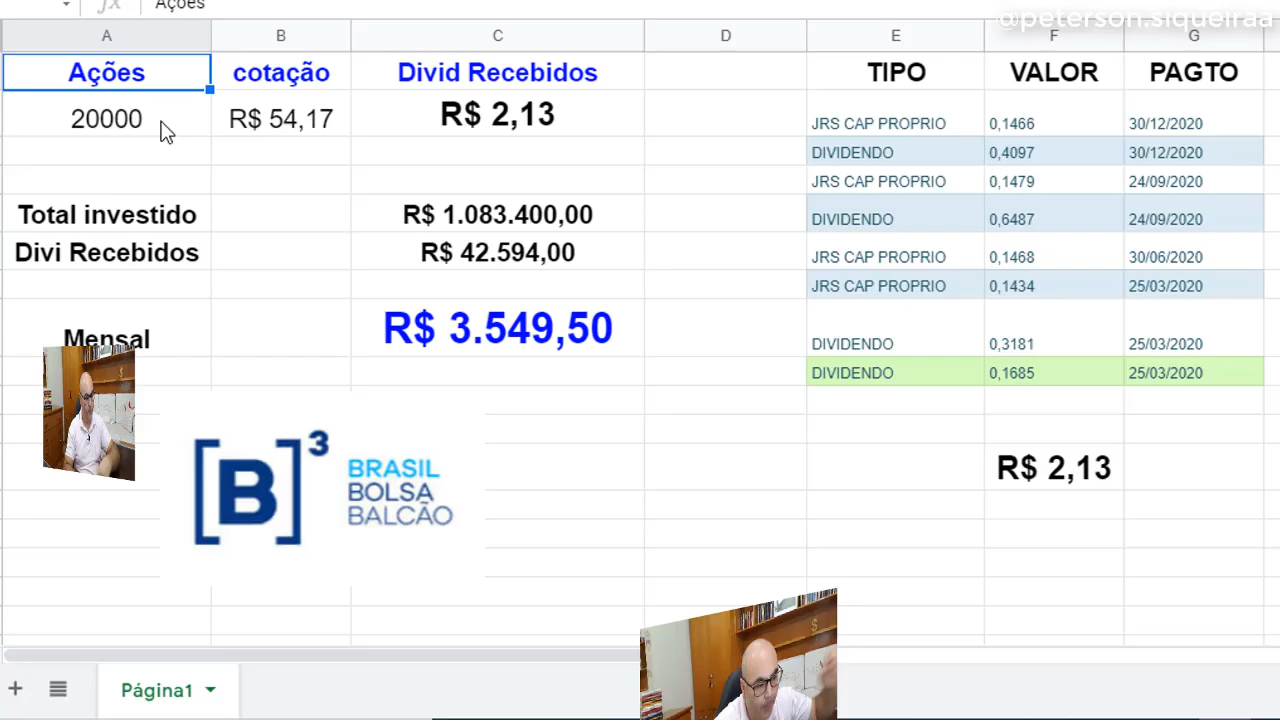 Ações
@peterson.siqueiraa
A B C D E F G
Ações cotação Divid Recebidos TIPO VALOR PAGTO
20000 R$ 54,17 R$ 2,13 JRS CAP PROPRIO 0,1466 30/12/2020
DIVIDENDO 0,4097 30/12/2020
JRS CAP PROPRIO 0,1479 24/09/2020
Total investido R$ 1.083.400,00 DIVIDENDO 0,6487 24/09/2020
Divi Recebidos R$ 42.594,00 JRS CAP PROPRIO 0,1468 30/06/2020
JRS CAP PROPRIO 0,1434 25/03/2020
Mensal R$ 3.549,50 DIVIDENDO 0,3181 25/03/2020
DIVIDENDO 0,1685 25/03/2020
R$ 2,13
[B]³ BRASIL
BOLSA
BALCÃO
Página1